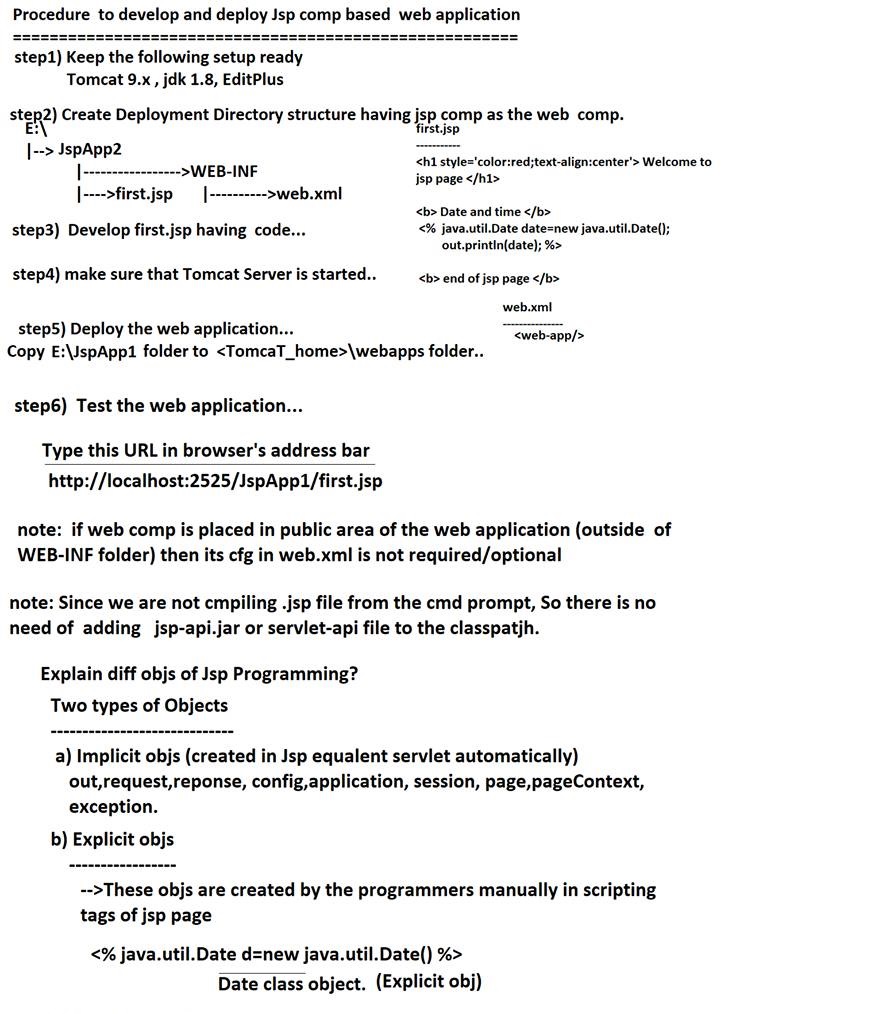 Procedure to develop and deploy Jsp comp based web application
=======================================================
step1) Keep the following setup ready
Tomcat 9.x , jdk 1.8, EditPlus
step2) Create Deployment Directory structure having jsp comp as the web comp.
E:\
|--> JspApp2
|----------------->WEB-INF
|---->first.jsp |---------->web.xml
step3) Develop first.jsp having code...
step4) make sure that Tomcat Server is started..
first.jsp
-----------
<h1 style='color:red;text-align:center'> Welcome to
jsp page </h1>
<b> Date and time </b>
<% java.util.Date date=new java.util.Date();
out.println(date); %>
<b> end of jsp page </b>
web.xml
---------------
<web-app/>
step5) Deploy the web application...
Copy E:\JspApp1 folder to <TomcaT_home>\webapps folder..
step6) Test the web application...
Type this URL in browser's address bar
http://localhost:2525/JspApp1/first.jsp
note: if web comp is placed in public area of the web application (outside of
WEB-INF folder) then its cfg in web.xml is not required/optional
note: Since we are not cmpiling .jsp file from the cmd prompt, So there is no
need of adding jsp-api.jar or servlet-api file to the classpatjh.
Explain diff objs of Jsp Programming?
Two types of Objects
-----------------------------
a) Implicit objs (created in Jsp equalent servlet automatically)
out,request,reponse, config,application, session, page,pageContext,
exception.
b) Explicit objs
-----------------
-->These objs are created by the programmers manually in scripting
tags of jsp page
<% java.util.Date d=new java.util.Date() %>
Date class object. (Explicit obj)